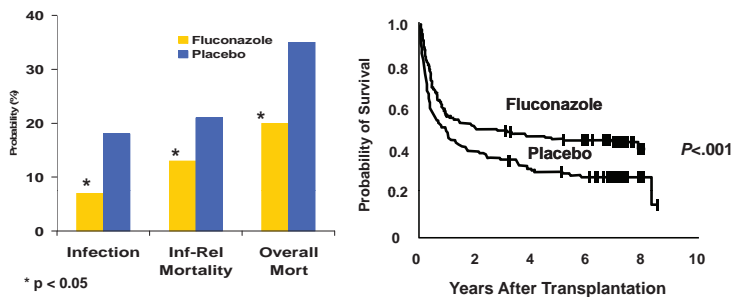 Probability (%)
40
30
20
10
0
Fluconazole
Placebo
*
*
*
Infection
Inf-Rel
Mortality
Overall
Mort
* p < 0.05
Probability of Survival
1.0
0.8
0.6
0.4
0.2
0
Fluconazole
Placebo
P<.001
0 2 4 6 8 10
Years After Transplantation